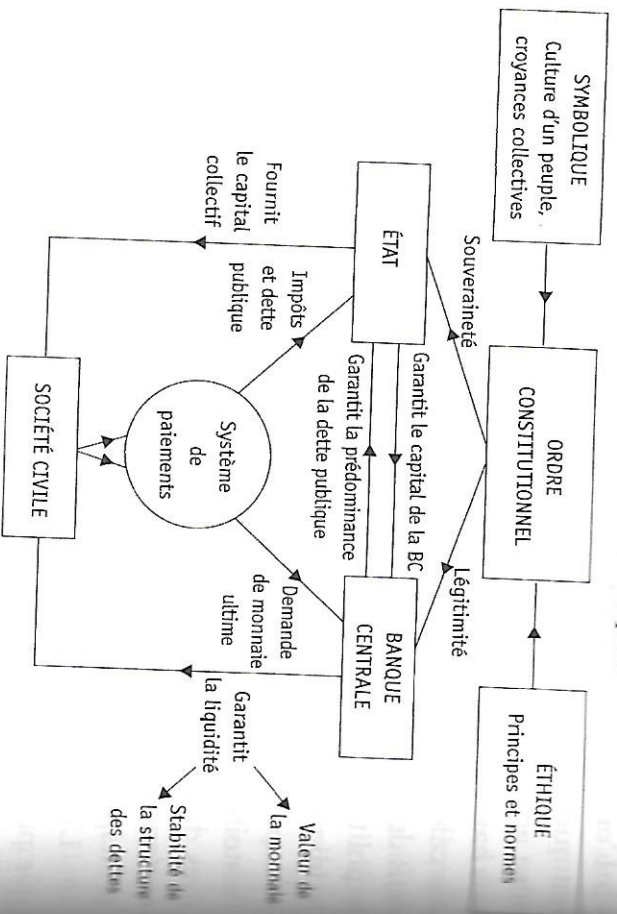 SYMBOLIQUE
Culture d'un peuple,
croyances collectives
ORDRE
CONSTITUTIONNEL
ÉTHIQUE
Principes et normes
Souveraineté
Légitimité
ÉTAT
Garantit le capital de la BC
Garantit la prédominance
de la dette publique
BANQUE
CENTRALE
Fournit
le capital
collectif
Impôts
et dette
publique
Système
de
paiements
Demande
de monnaie
ultime
Garantit
la liquidité
Valeur de
la monnaie
Stabilité de
la structure
des dettes
SOCIÉTÉ CIVILE